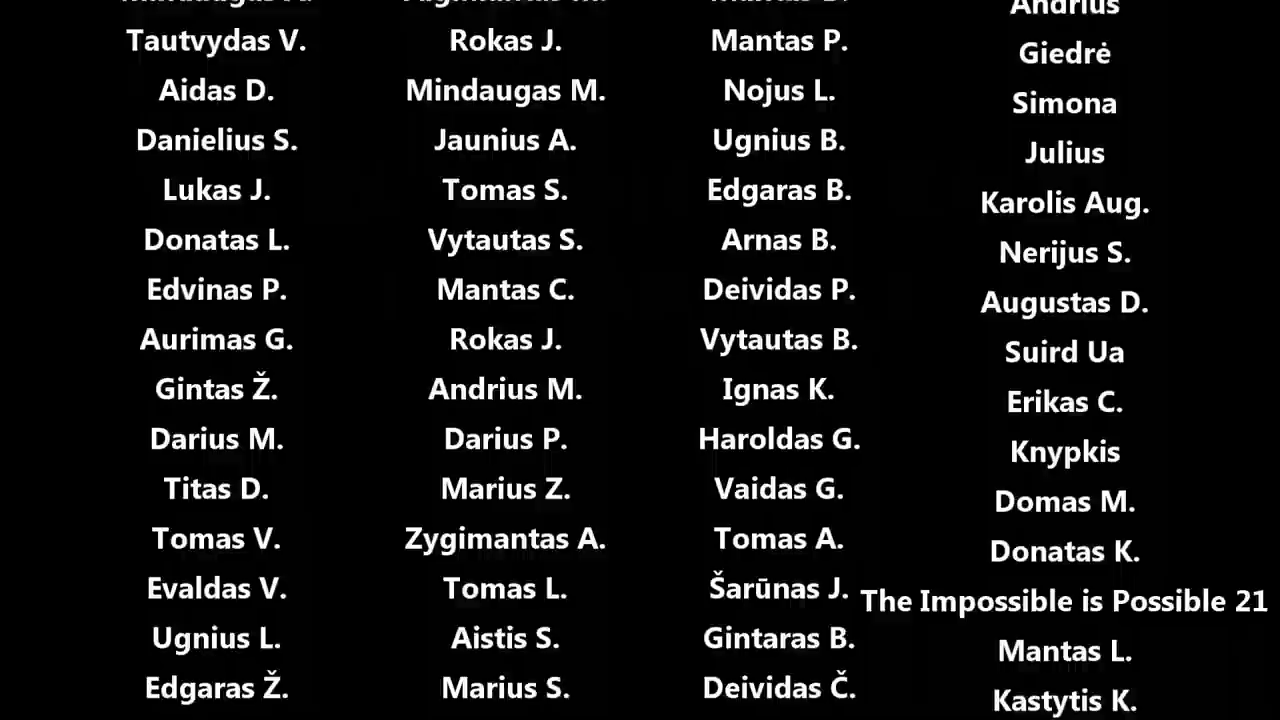 Tautvydas V.
Aidas D.
Danielius S.
Lukas J.
Donatas L.
Edvinas P.
Aurimas G.
Gintas Ž.
Darius M.
Titas D.
Tomas V.
Evaldas V.
Ugnius L.
Edgaras Ž.
Rokas J.
Mindaugas M.
Jaunius A.
Tomas S.
Vytautas S.
Mantas C.
Rokas J.
Andrius M.
Darius P.
Marius Z.
Zygimantas A.
Tomas L.
Aistis S.
Marius S.
Mantas P.
Nojus L.
Ugnius B.
Edgaras B.
Arnas B.
Deividas P.
Vytautas B.
Ignas K.
Haroldas G.
Vaidas G.
Tomas A.
Šarūnas J.
Gintaras B.
Deividas Č.
Andrius
Giedrė
Simona
Julius
Karolis Aug.
Nerijus S.
Augustas D.
Suird Ua
Erikas C.
Knypkis
Domas M.
Donatas K.
The Impossible is Possible 21
Mantas L.
Kastytis K.